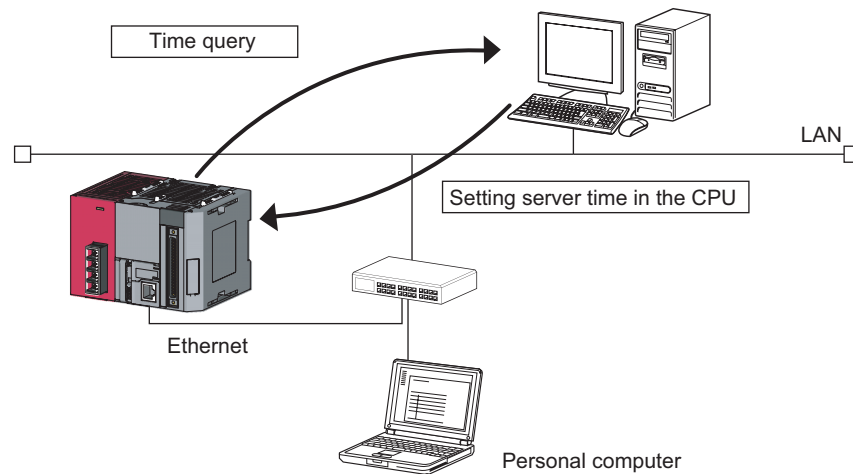 Time query
LAN
Setting server time in the CPU
Ethernet
Personal computer